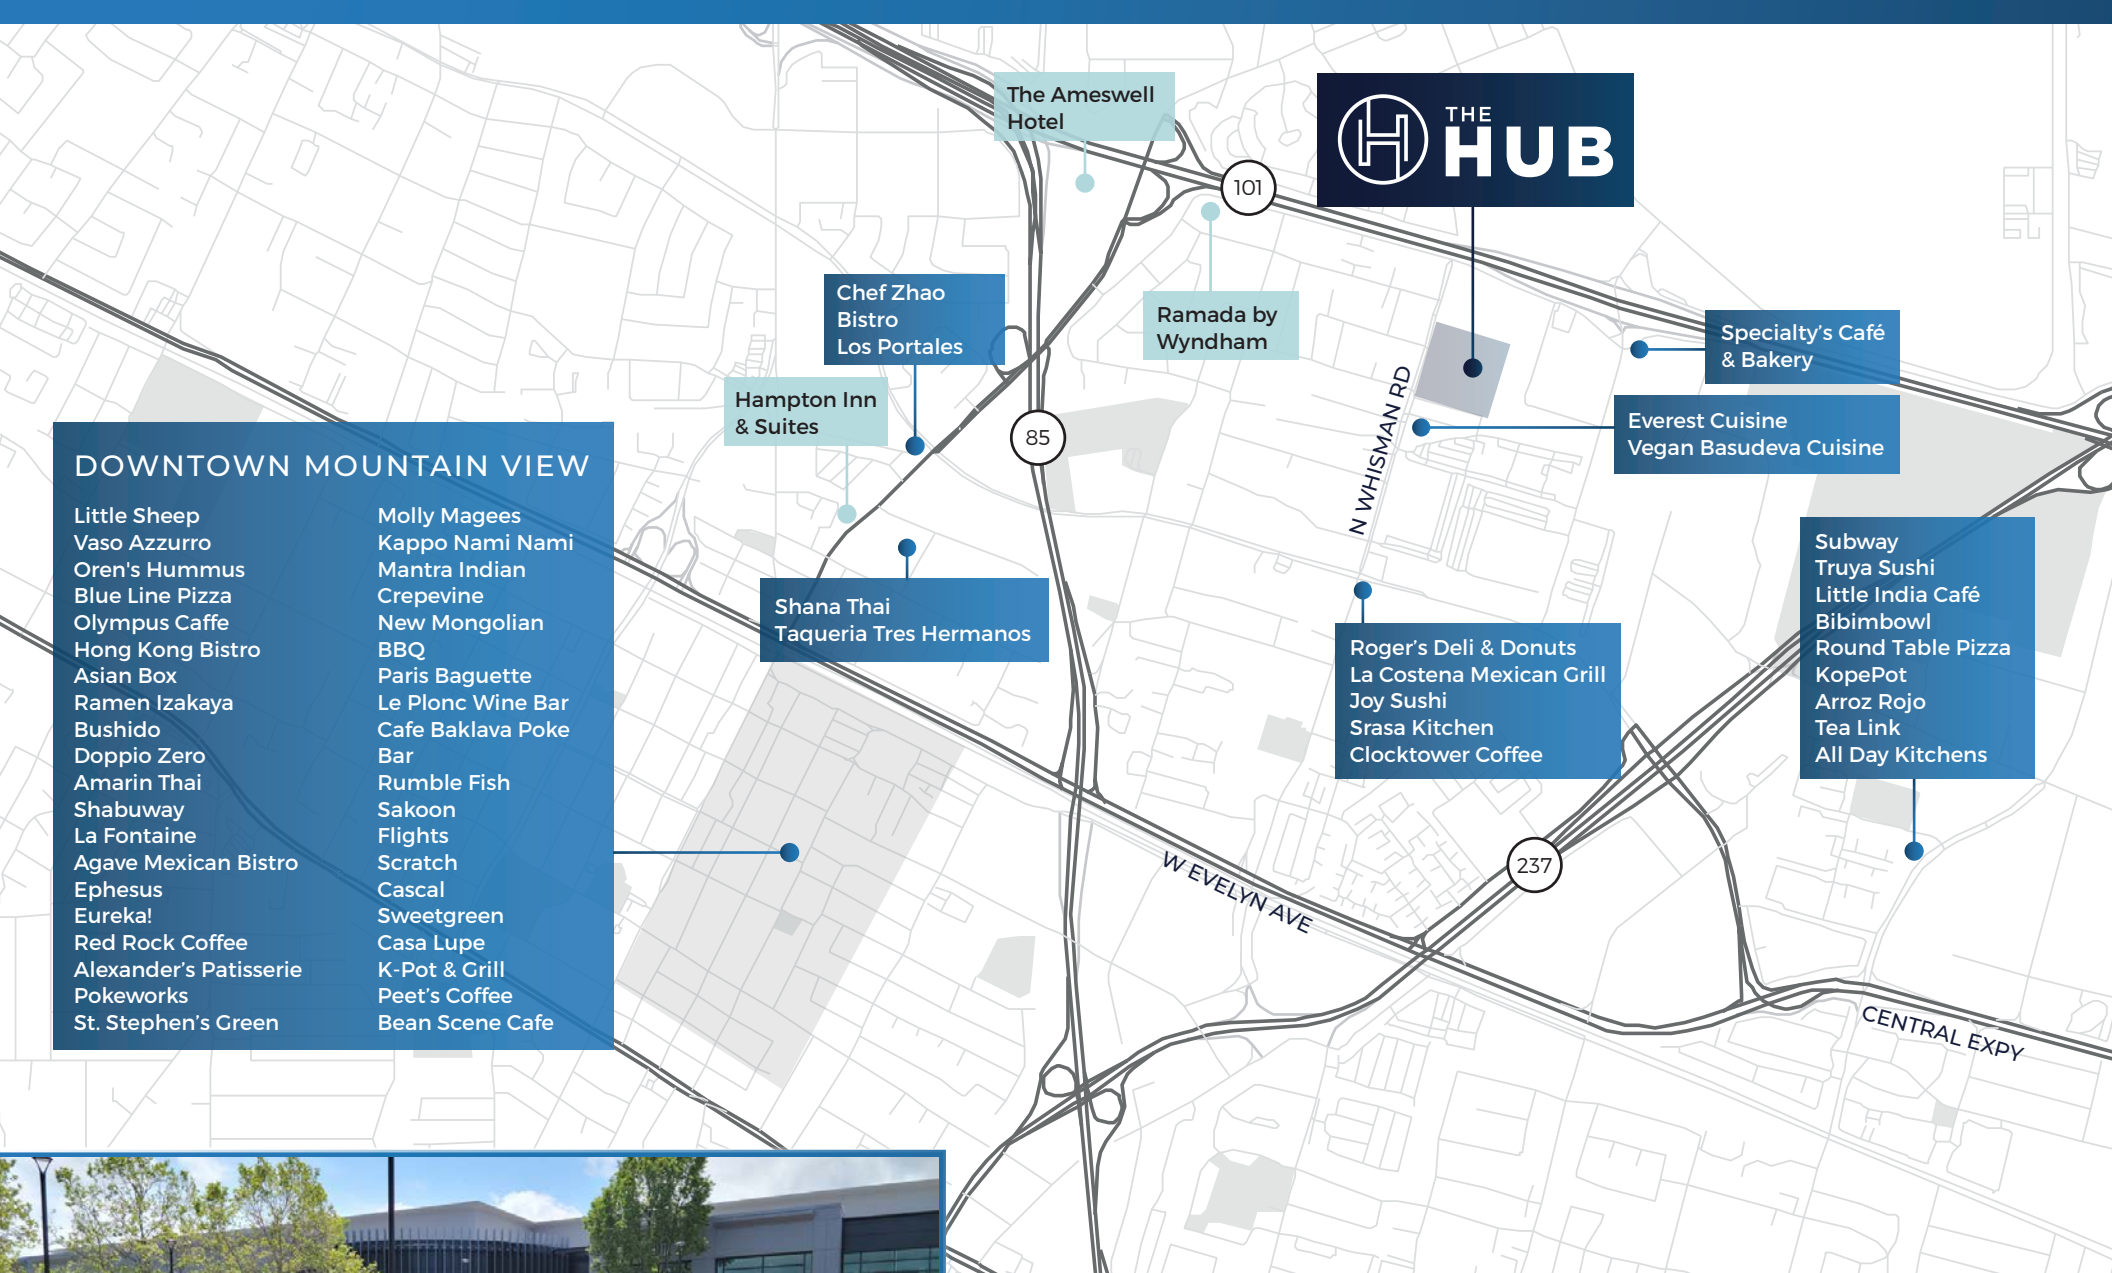 The Ameswell
Hotel
THE
HUB
101
Chef Zhao
Bistro
Los Portales
Ramada by
Wyndham
Specialty’s Café
& Bakery
Hampton Inn
& Suites
85
N WHISMAN RD
Everest Cuisine
Vegan Basudeva Cuisine
DOWNTOWN MOUNTAIN VIEW
Little Sheep
Vaso Azzurro
Oren's Hummus
Blue Line Pizza
Olympus Caffe
Hong Kong Bistro
Asian Box
Ramen Izakaya
Bushido
Doppio Zero
Amarin Thai
Shabuway
La Fontaine
Agave Mexican Bistro
Ephesus
Eureka!
Red Rock Coffee
Alexander’s Patisserie
Pokeworks
St. Stephen’s Green
Molly Magees
Kappo Nami Nami
Mantra Indian
Crepevine
New Mongolian
BBQ
Paris Baguette
Le Plonc Wine Bar
Cafe Baklava Poke
Bar
Rumble Fish
Sakoon
Flights
Scratch
Cascal
Sweetgreen
Casa Lupe
K-Pot & Grill
Peet’s Coffee
Bean Scene Cafe
Shana Thai
Taqueria Tres Hermanos
Roger’s Deli & Donuts
La Costena Mexican Grill
Joy Sushi
Srasa Kitchen
Clocktower Coffee
Subway
Truya Sushi
Little India Café
Bibimbowl
Round Table Pizza
KopePot
Arroz Rojo
Tea Link
All Day Kitchens
237
W EVELYN AVE
CENTRAL EXPY